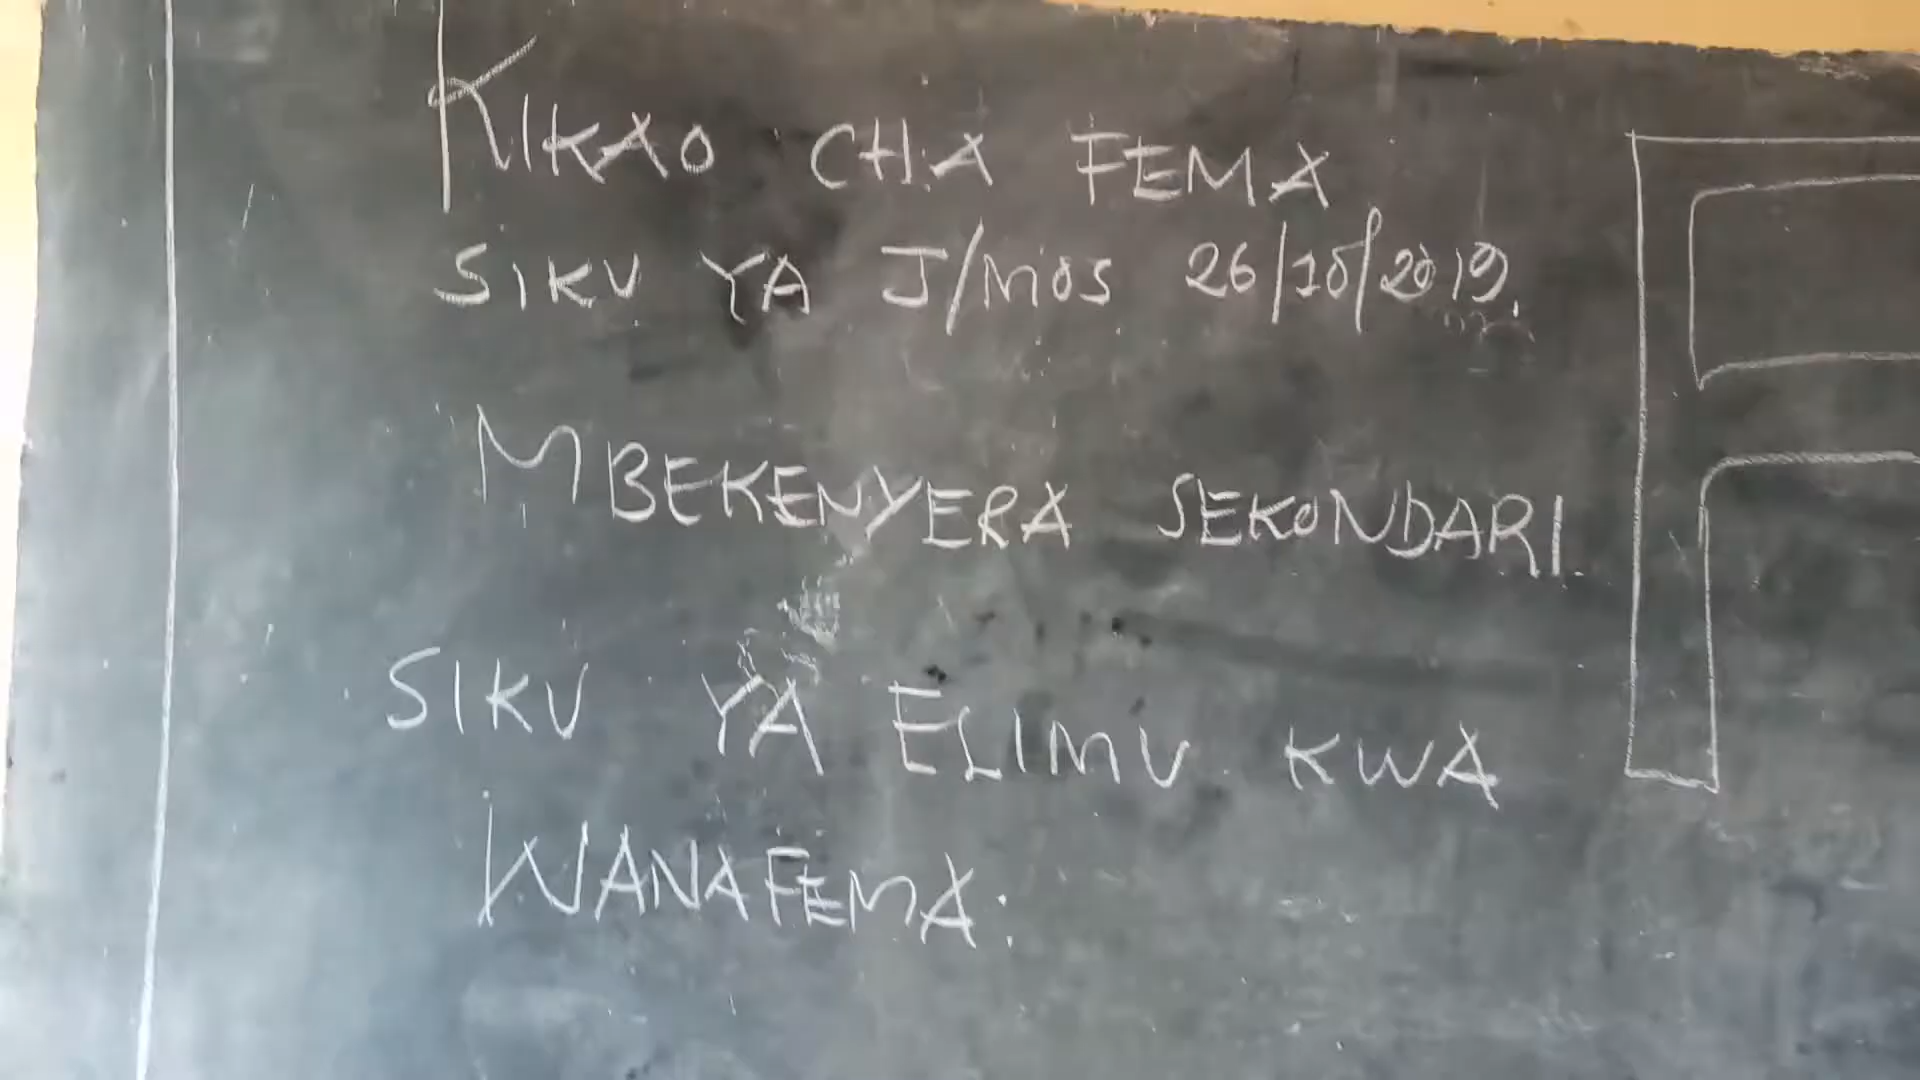 KIKAO CHA FEMA
SIKU YA J/MOS 26/10/2019.
MBEKENYERA SEKONDARI.
SIKU YA ELIMU KWA
WANAFEMA: